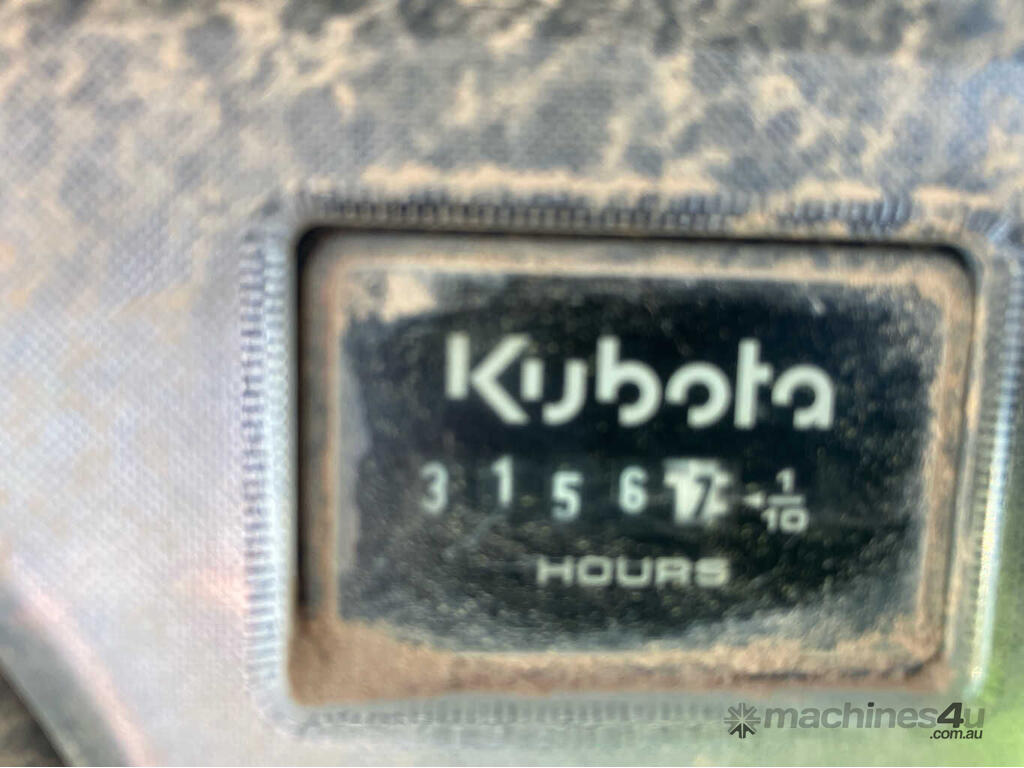 Kubota
3 1 5 6 7 1/10
HOURS
machines4u
.com.au